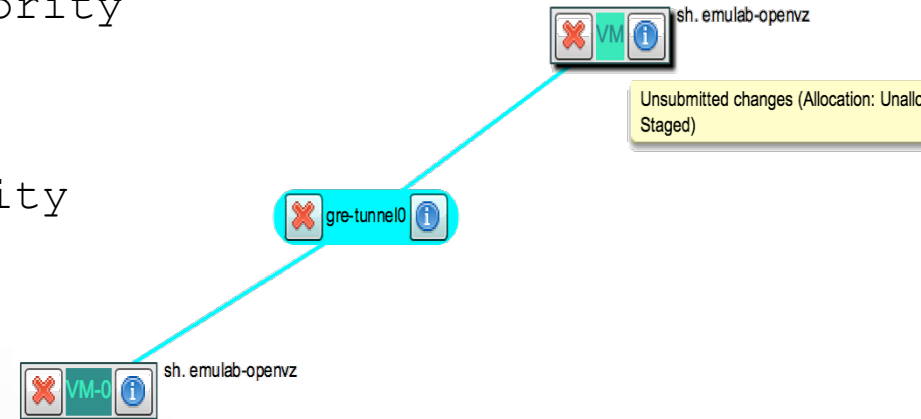 ority
sh. emulab-openvz
VM
Unsubmitted changes (Allocation: Unallo
Staged)
ity
gre-tunnel0
sh. emulab-openvz
VM-0